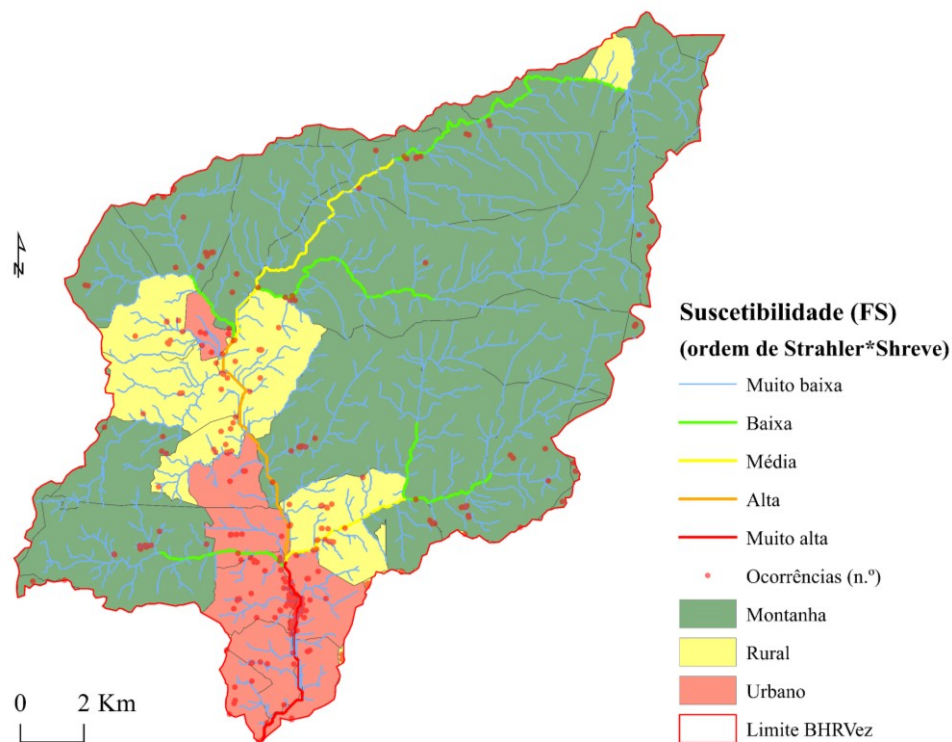 N
Suscetibilidade (FS)
(ordem de Strahler*Shreve)
Muito baixa
Baixa
Média
Alta
Muito alta
Ocorrências (n.º)
Montanha
Rural
Urbano
Limite BHRVez
0 2 Km